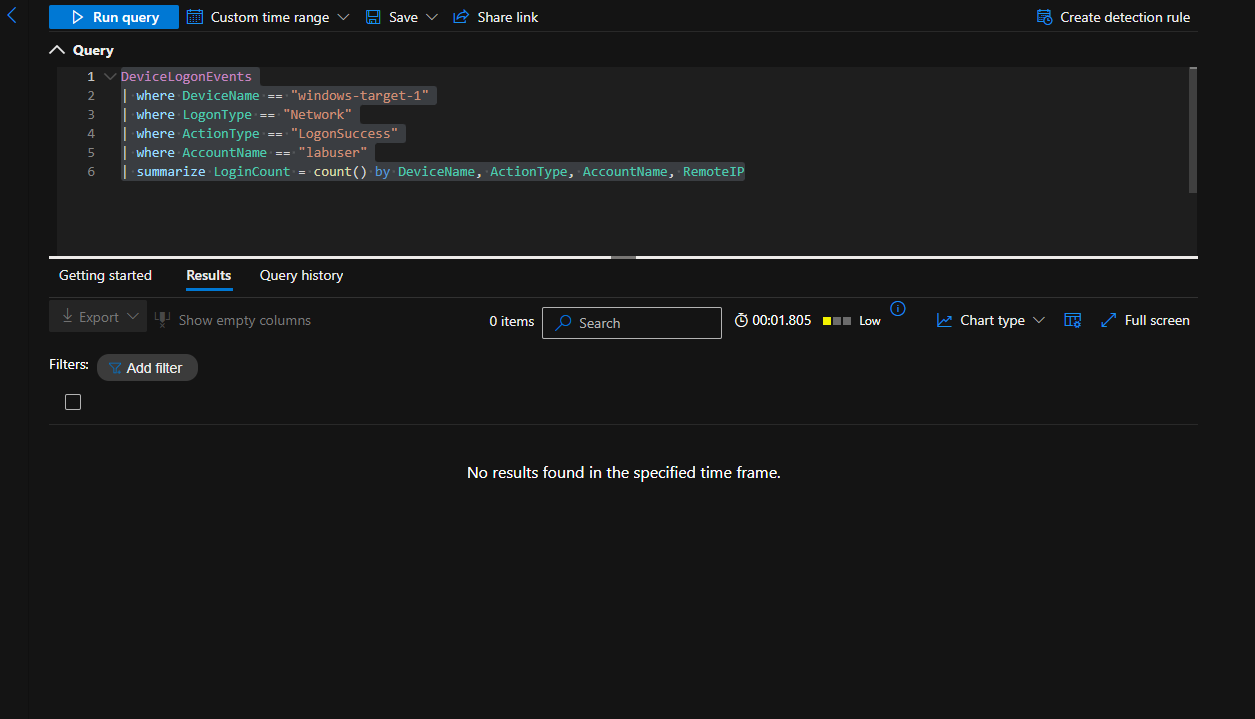 Run query Custom time range Save Share link Create detection rule
Query
1 DeviceLogonEvents
2 | where DeviceName == "windows-target-1"
3 | where LogonType == "Network"
4 | where ActionType == "LogonSuccess"
5 | where AccountName == "labuser"
6 | summarize LoginCount = count() by DeviceName, ActionType, AccountName, RemoteIP
Getting started Results Query history
Export Show empty columns 0 items Search 00:01.805 Low Chart type Full screen
Filters: Add filter
No results found in the specified time frame.